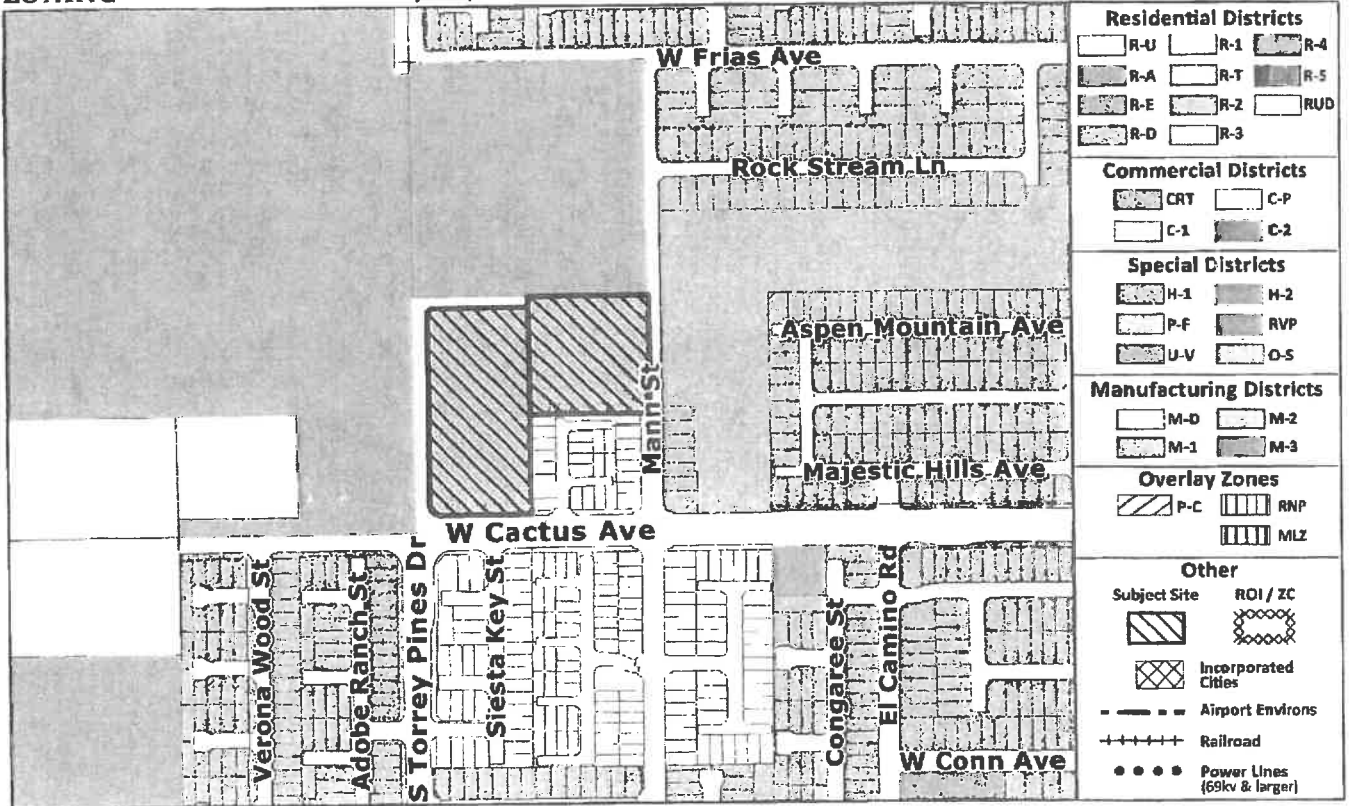 W Frias Ave
Rock Stream Ln
Aspen Mountain Ave
Mann St
Majestic Hills Ave
W Cactus Ave
Verona Wood St
Adobe Ranch St
S Torrey Pines Dr
Siesta Key St
Congaree St
El Camino Rd
W Conn Ave
Residential Districts
R-U R-1 R-4
R-A R-T R-5
R-E R-2 RUD
R-D R-3
Commercial Districts
CRT C-P
C-1 C-2
Special Districts
H-1 H-2
P-F RVP
U-V O-S
Manufacturing Districts
M-D M-2
M-1 M-3
Overlay Zones
P-C RNP
MLZ
Other
Subject Site ROI / ZC
Incorporated
Cities
Airport Environs
Railroad
Power Lines
(69kv & larger)